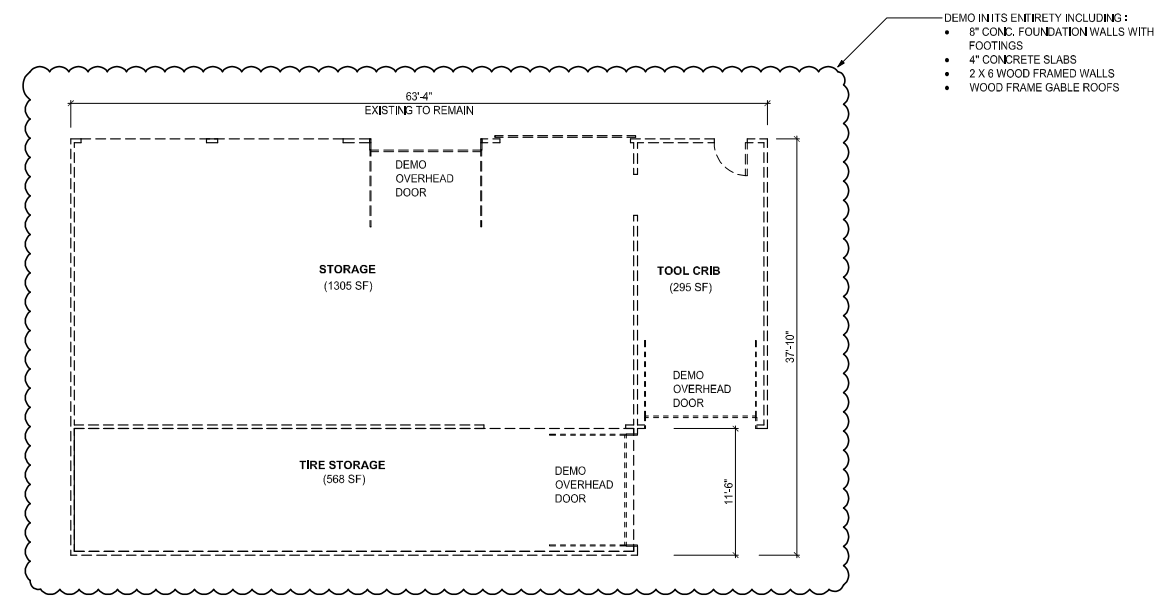 DEMO IN ITS ENTIRETY INCLUDING :
• 8" CONC. FOUNDATION WALLS WITH
FOOTINGS
• 4" CONCRETE SLABS
• 2 X 6 WOOD FRAMED WALLS
• WOOD FRAME GABLE ROOFS
63'-4"
EXISTING TO REMAIN
DEMO
OVERHEAD
DOOR
STORAGE
(1305 SF)
TOOL CRIB
(295 SF)
37'-10"
DEMO
OVERHEAD
DOOR
TIRE STORAGE
(568 SF)
DEMO
OVERHEAD
DOOR
11'-6"